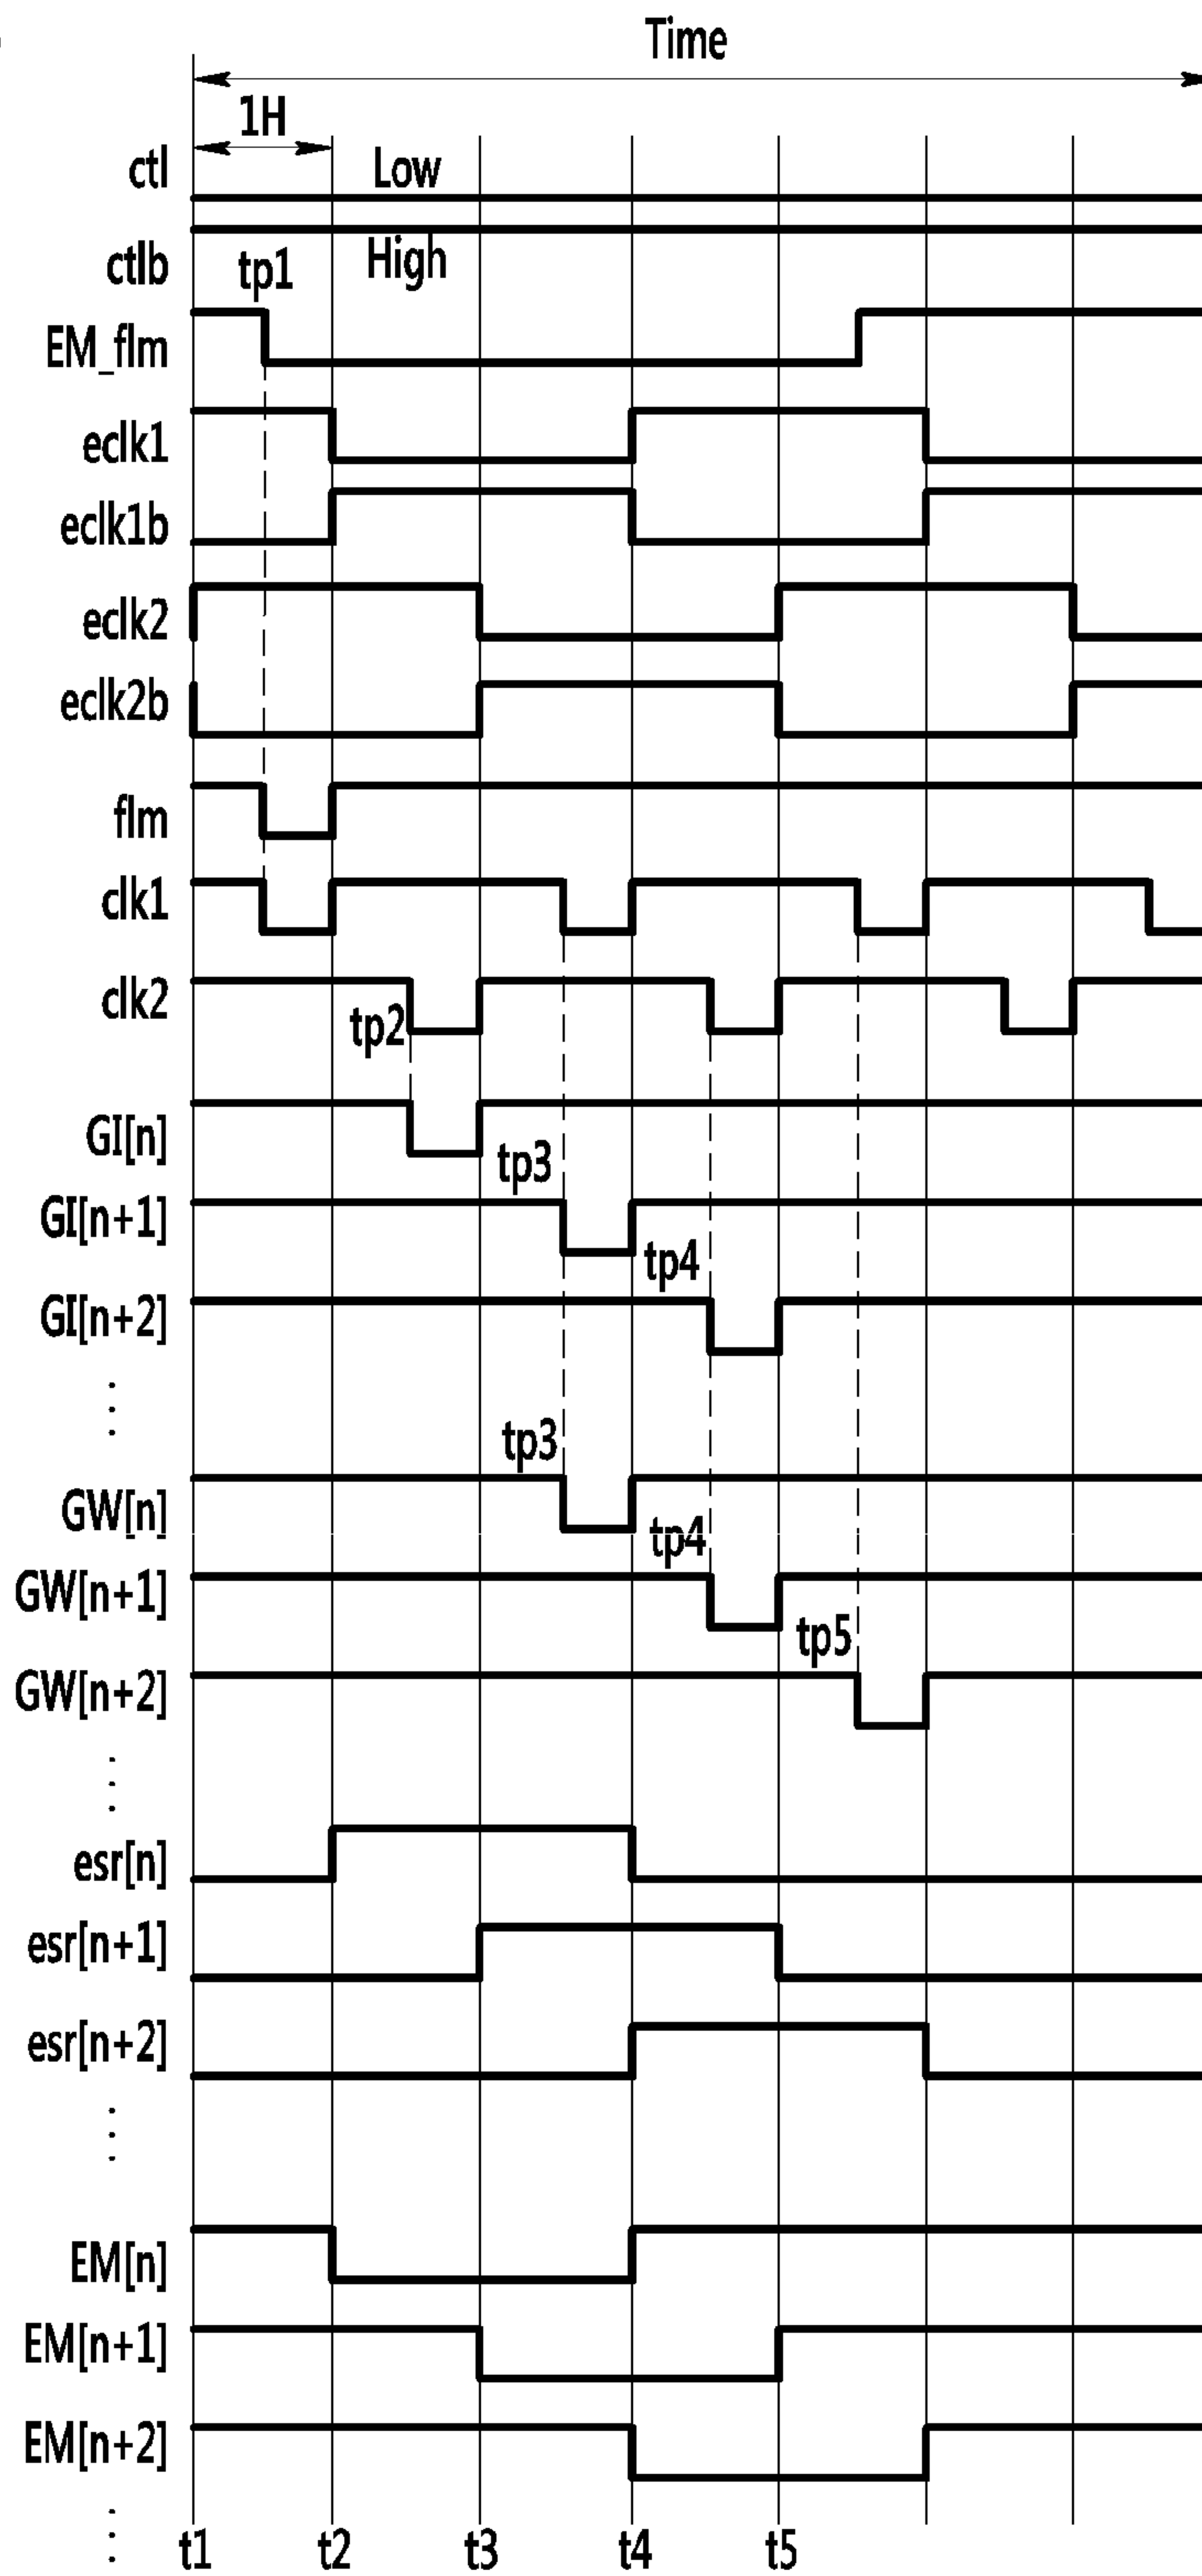 Time
1H
ctl
Low
ctlb
tp1
High
EM_flm
eclk1
eclk1b
eclk2
eclk2b
flm
clk1
clk2
tp2
GI[n]
tp3
GI[n+1]
tp4
GI[n+2]
tp3
GW[n]
tp4
GW[n+1]
tp5
GW[n+2]
esr[n]
esr[n+1]
esr[n+2]
EM[n]
EM[n+1]
EM[n+2]
t1 t2 t3 t4 t5